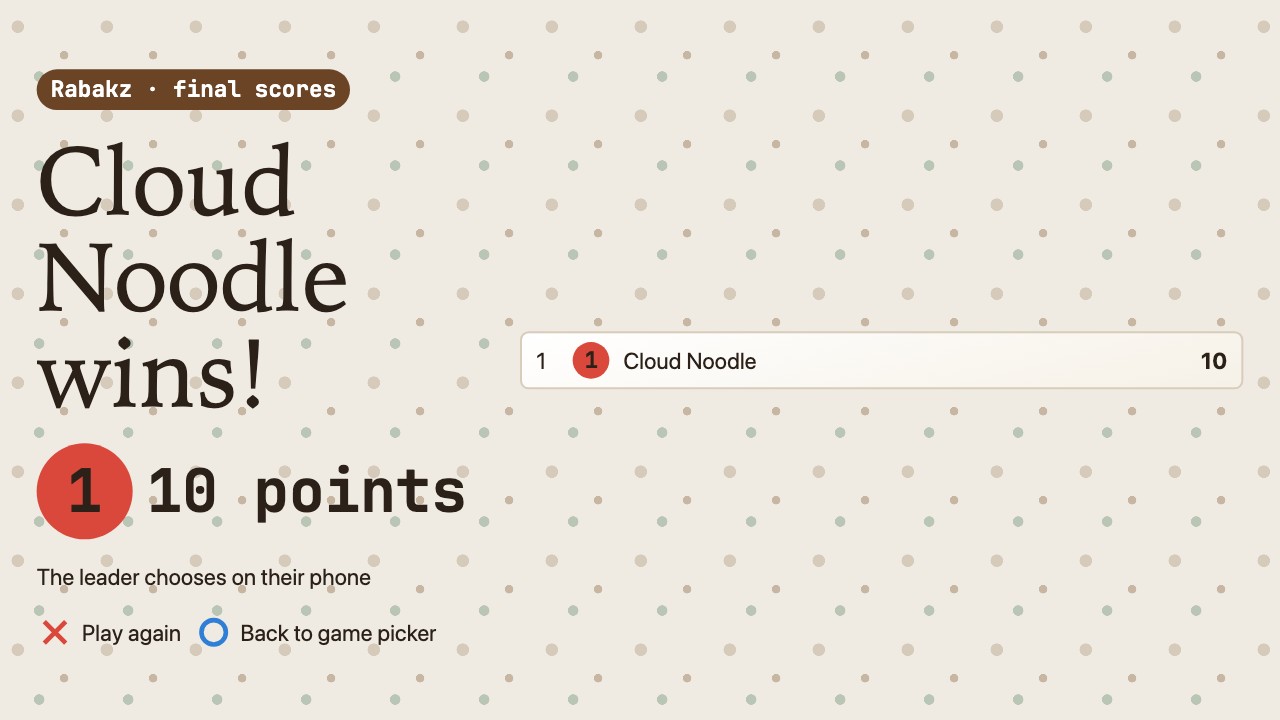 Rabakz · final scores
Cloud
Noodle
wins!
1 10 points
The leader chooses on their phone
Play again Back to game picker
1 1 Cloud Noodle 10